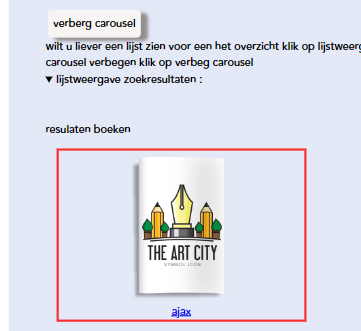 verberg carousel
wilt u liever een lijst zien voor een het overzicht klik op lijstweerg
carousel verbegen klik op verbeg carousel
▼ lijstweergave zoekresultaten :
resulaten boeken
THE ART CITY
SYMBOL ICON
ajax